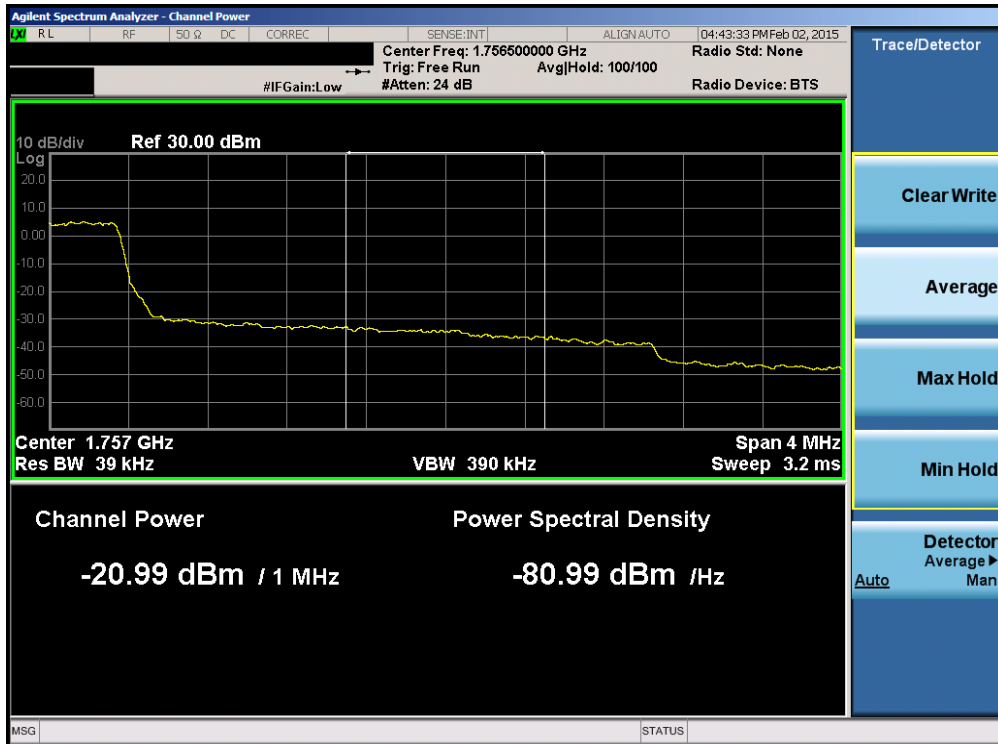 Agilent Spectrum Analyzer - Channel Power
LXI RL RF 50 Ω DC CORREC SENSE:INT ALIGN AUTO 04:43:33 PM Feb 02, 2015
Center Freq: 1.756500000 GHz Radio Std: None
Trig: Free Run Avg|Hold: 100/100
#IFGain:Low #Atten: 24 dB Radio Device: BTS
10 dB/div Ref 30.00 dBm
Log
20.0
10.0
0.00
-10.0
-20.0
-30.0
-40.0
-50.0
-60.0
Center 1.757 GHz Span 4 MHz
Res BW 39 kHz VBW 390 kHz Sweep 3.2 ms
Channel Power Power Spectral Density
-20.99 dBm / 1 MHz -80.99 dBm /Hz
Trace/Detector
Clear Write
Average
Max Hold
Min Hold
Detector
Average ▶
Auto Man
MSG STATUS